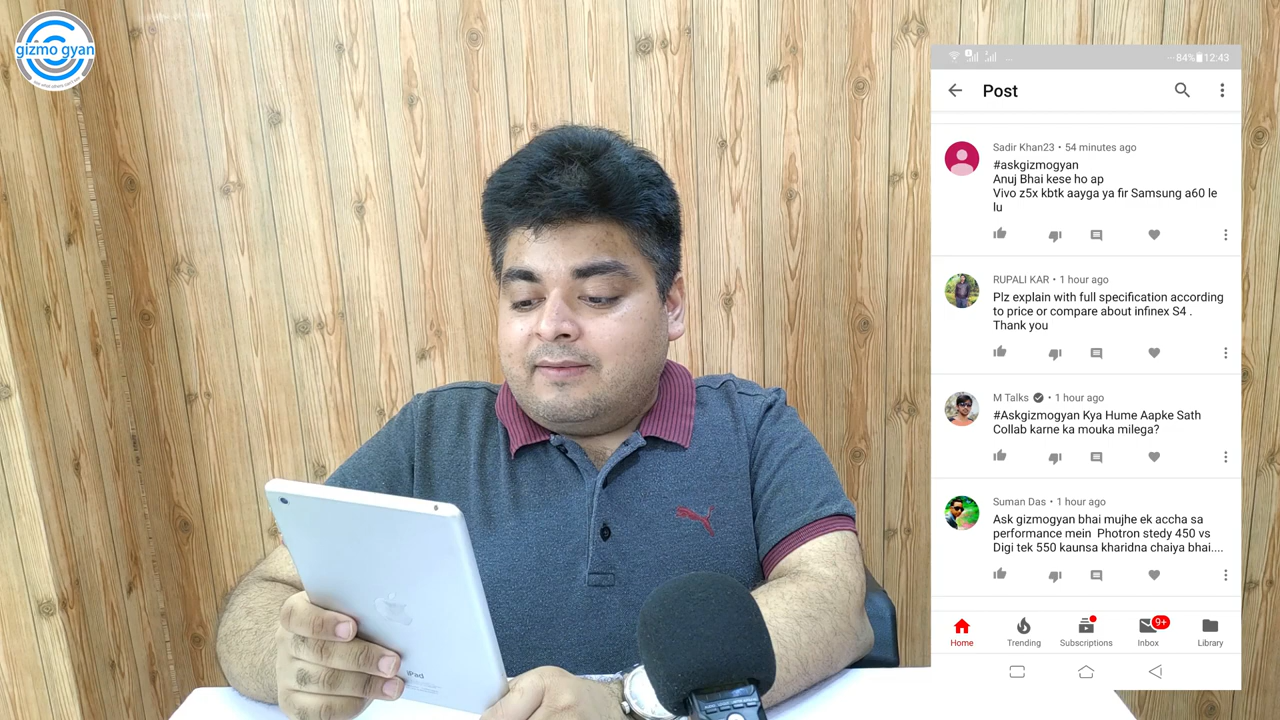 gizmo gyan
84% 12:43
Post
Sadir Khan23 • 54 minutes ago
#askgizmogyan
Anuj Bhai kese ho ap
Vivo z5x kbtk aayga ya fir Samsung a60 le
lu
RUPALI KAR • 1 hour ago
Plz explain with full specification according
to price or compare about infinex S4 .
Thank you
M Talks • 1 hour ago
#Askgizmogyan Kya Hume Aapke Sath
Collab karne ka mouka milega?
Suman Das • 1 hour ago
Ask gizmogyan bhai mujhe ek accha sa
performance mein Photron stedy 450 vs
Digi tek 550 kaunsa kharidna chaiya bhai....
9+
Home Trending Subscriptions Inbox Library
iPad